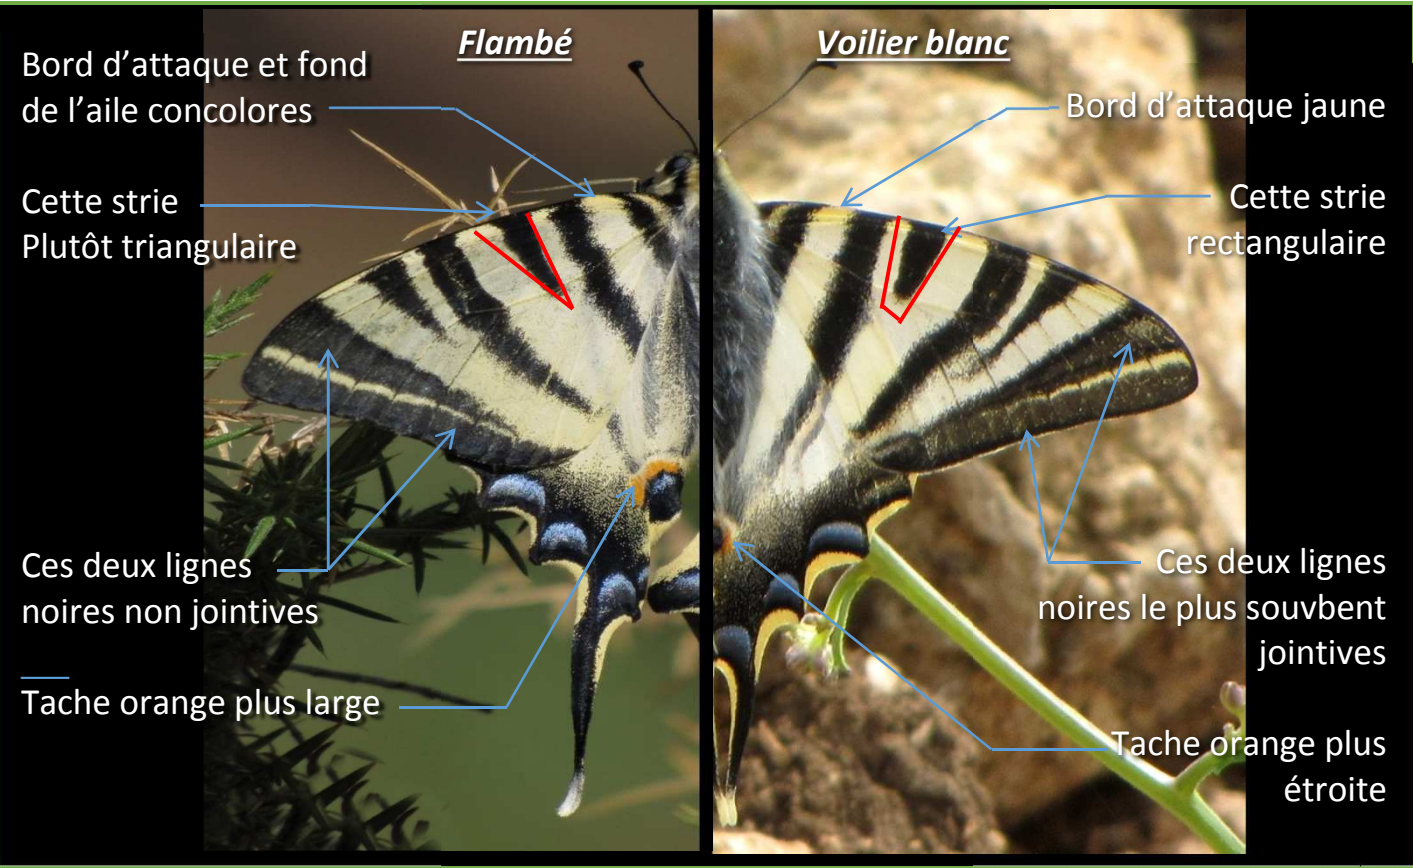 Flambé
Bord d’attaque et fond
de l’aile concolores
Cette strie
Plutôt triangulaire
Ces deux lignes
noires non jointives
Tache orange plus large
Voilier blanc
Bord d’attaque jaune
Cette strie
rectangulaire
Ces deux lignes
noires le plus souvbent
jointives
Tache orange plus
étroite